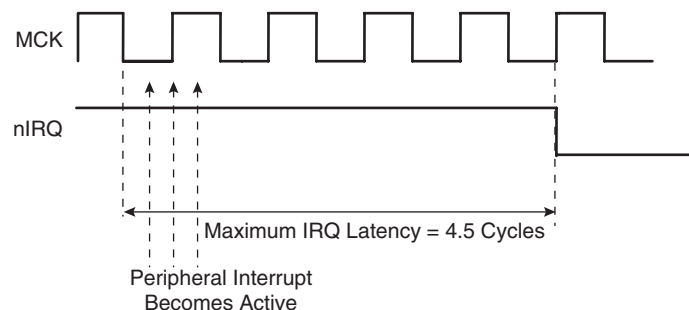 MCK
nIRQ
Maximum IRQ Latency = 4.5 Cycles
Peripheral Interrupt
Becomes Active